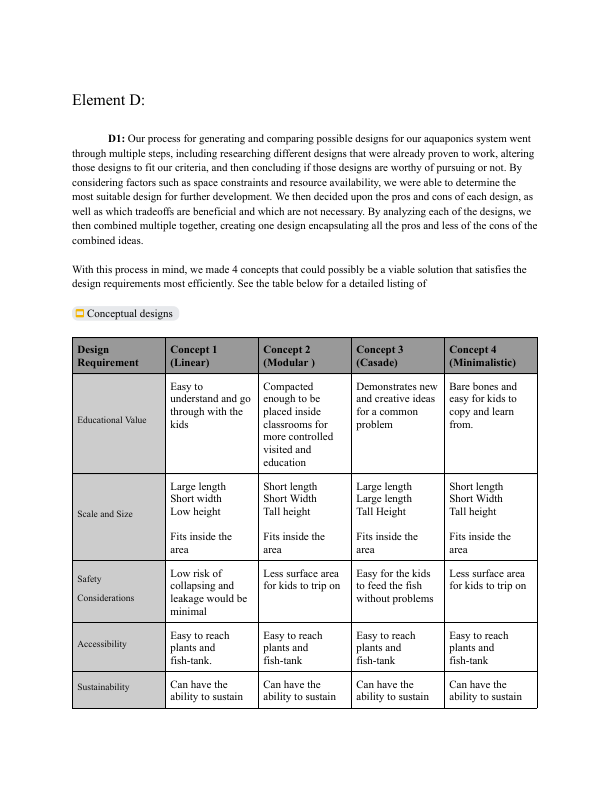 Element D:
D1: Our process for generating and comparing possible designs for our aquaponics system went
through multiple steps, including researching different designs that were already proven to work, altering
those designs to fit our criteria, and then concluding if those designs are worthy of pursuing or not. By
considering factors such as space constraints and resource availability, we were able to determine the
most suitable design for further development. We then decided upon the pros and cons of each design, as
well as which tradeoffs are beneficial and which are not necessary. By analyzing each of the designs, we
then combined multiple together, creating one design encapsulating all the pros and less of the cons of the
combined ideas.
With this process in mind, we made 4 concepts that could possibly be a viable solution that satisfies the
design requirements most efficiently. See the table below for a detailed listing of
Conceptual designs
Design
Requirement
Concept 1
(Linear)
Concept 2
(Modular )
Concept 3
(Casade)
Concept 4
(Minimalistic)
Educational Value
Easy to
understand and go
through with the
kids
Compacted
enough to be
placed inside
classrooms for
more controlled
visited and
education
Demonstrates new
and creative ideas
for a common
problem
Bare bones and
easy for kids to
copy and learn
from.
Scale and Size
Large length
Short width
Low height
Fits inside the
area
Short length
Short Width
Tall height
Fits inside the
area
Large length
Large length
Tall Height
Fits inside the
area
Short length
Short Width
Tall height
Fits inside the
area
Safety
Considerations
Low risk of
collapsing and
leakage would be
minimal
Less surface area
for kids to trip on
Easy for the kids
to feed the fish
without problems
Less surface area
for kids to trip on
Accessibility
Easy to reach
plants and
fish-tank.
Easy to reach
plants and
fish-tank
Easy to reach
plants and
fish-tank
Easy to reach
plants and
fish-tank
Sustainability
Can have the
ability to sustain
Can have the
ability to sustain
Can have the
ability to sustain
Can have the
ability to sustain